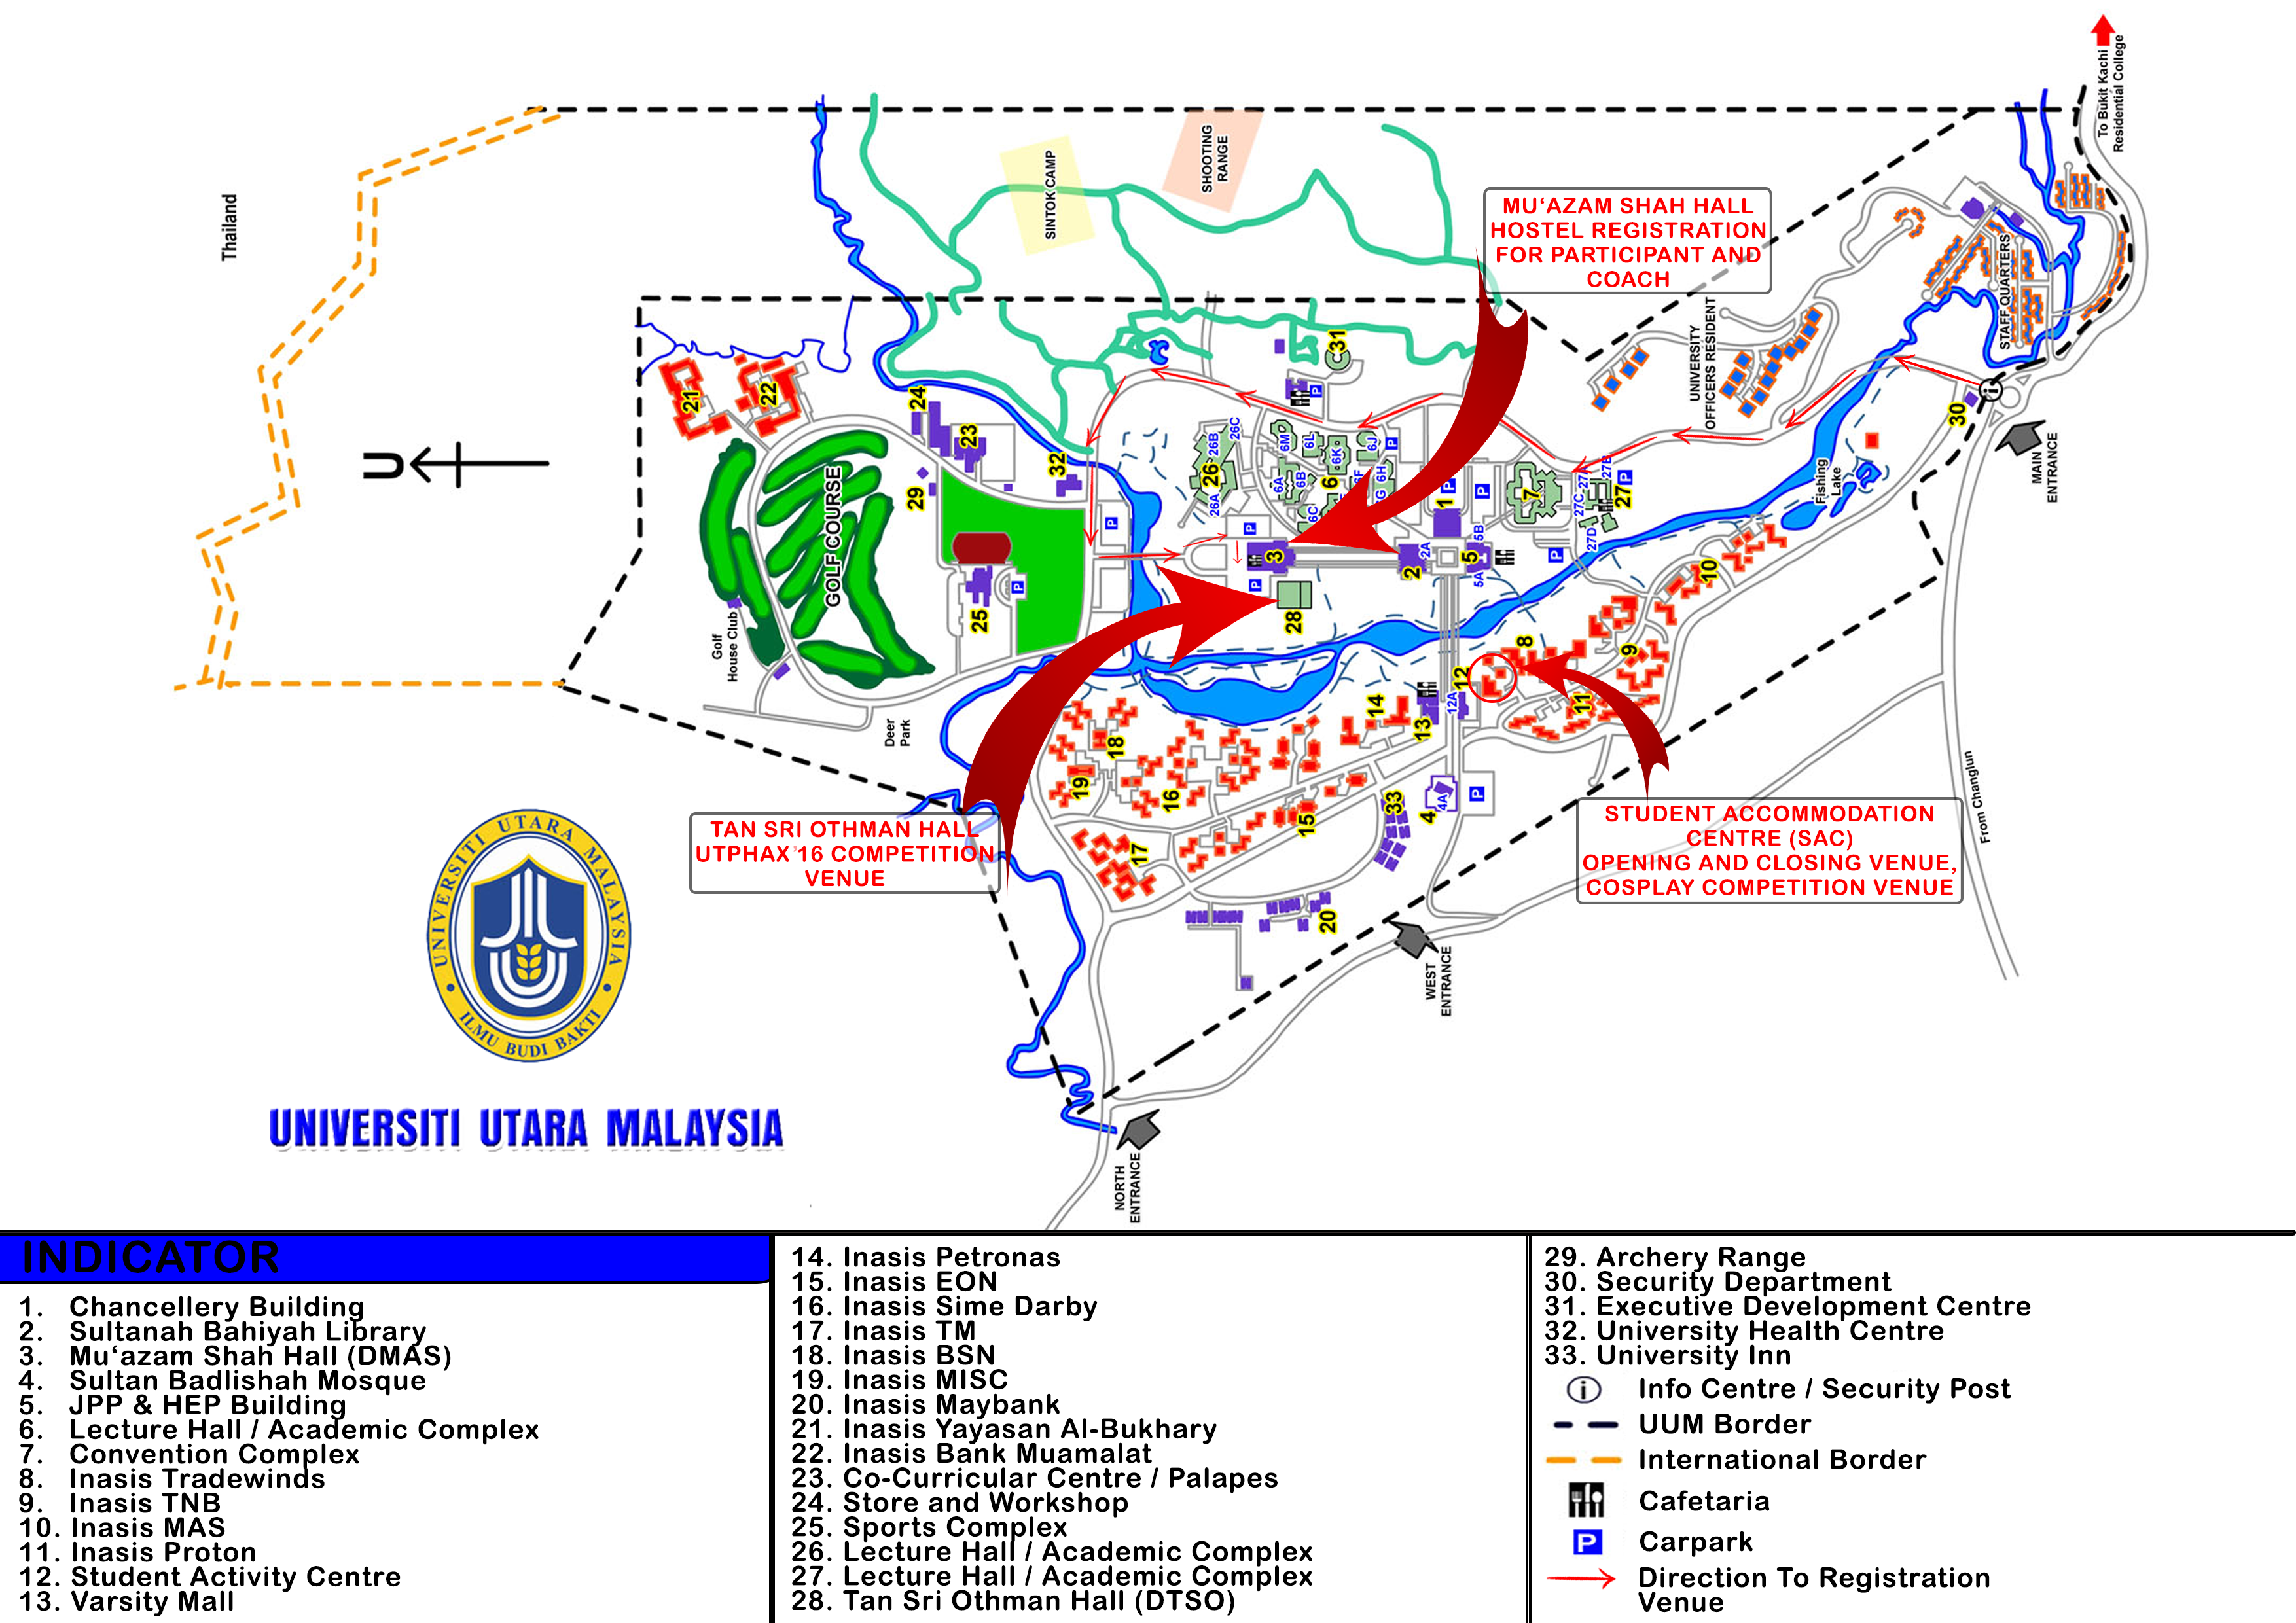 To Bukit Kachi
Residential College
Thailand
SINTOK CAMP
SHOOTING
RANGE
MU‘AZAM SHAH HALL
HOSTEL REGISTRATION
FOR PARTICIPANT AND
COACH
UNIVERSITY
OFFICERS RESIDENT
STAFF QUARTERS
31
21
22
24
23
32
29
GOLF COURSE
25
Golf
House Club
Deer
Park
26
26A
26B
26C
6M
6L
6K
6J
6A
6B
6
6F
6H
6C
G
1
7
27A
27B
27C
27D
27
30
i
MAIN
ENTRANCE
Fishing
Lake
3
2
2A
5
5A
5B
28
10
9
8
11
12
12A
13
14
18
19
16
17
15
33
4
4A
20
P
P
P
P
P
P
P
P
P
P
P
P
From Changlun
TAN SRI OTHMAN HALL
UTPHAX'16 COMPETITION
VENUE
STUDENT ACCOMMODATION
CENTRE (SAC)
OPENING AND CLOSING VENUE,
COSPLAY COMPETITION VENUE
WEST
ENTRANCE
NORTH
ENTRANCE
UNIVERSITI UTARA MALAYSIA
ILMU BUDI BAKTI
UNIVERSITI UTARA MALAYSIA
INDICATOR
1. Chancellery Building
2. Sultanah Bahiyah Library
3. Mu‘azam Shah Hall (DMAS)
4. Sultan Badlishah Mosque
5. JPP & HEP Building
6. Lecture Hall / Academic Complex
7. Convention Complex
8. Inasis Tradewinds
9. Inasis TNB
10. Inasis MAS
11. Inasis Proton
12. Student Activity Centre
13. Varsity Mall
14. Inasis Petronas
15. Inasis EON
16. Inasis Sime Darby
17. Inasis TM
18. Inasis BSN
19. Inasis MISC
20. Inasis Maybank
21. Inasis Yayasan Al-Bukhary
22. Inasis Bank Muamalat
23. Co-Curricular Centre / Palapes
24. Store and Workshop
25. Sports Complex
26. Lecture Hall / Academic Complex
27. Lecture Hall / Academic Complex
28. Tan Sri Othman Hall (DTSO)
29. Archery Range
30. Security Department
31. Executive Development Centre
32. University Health Centre
33. University Inn
i Info Centre / Security Post
UUM Border
International Border
Cafetaria
P Carpark
Direction To Registration
Venue